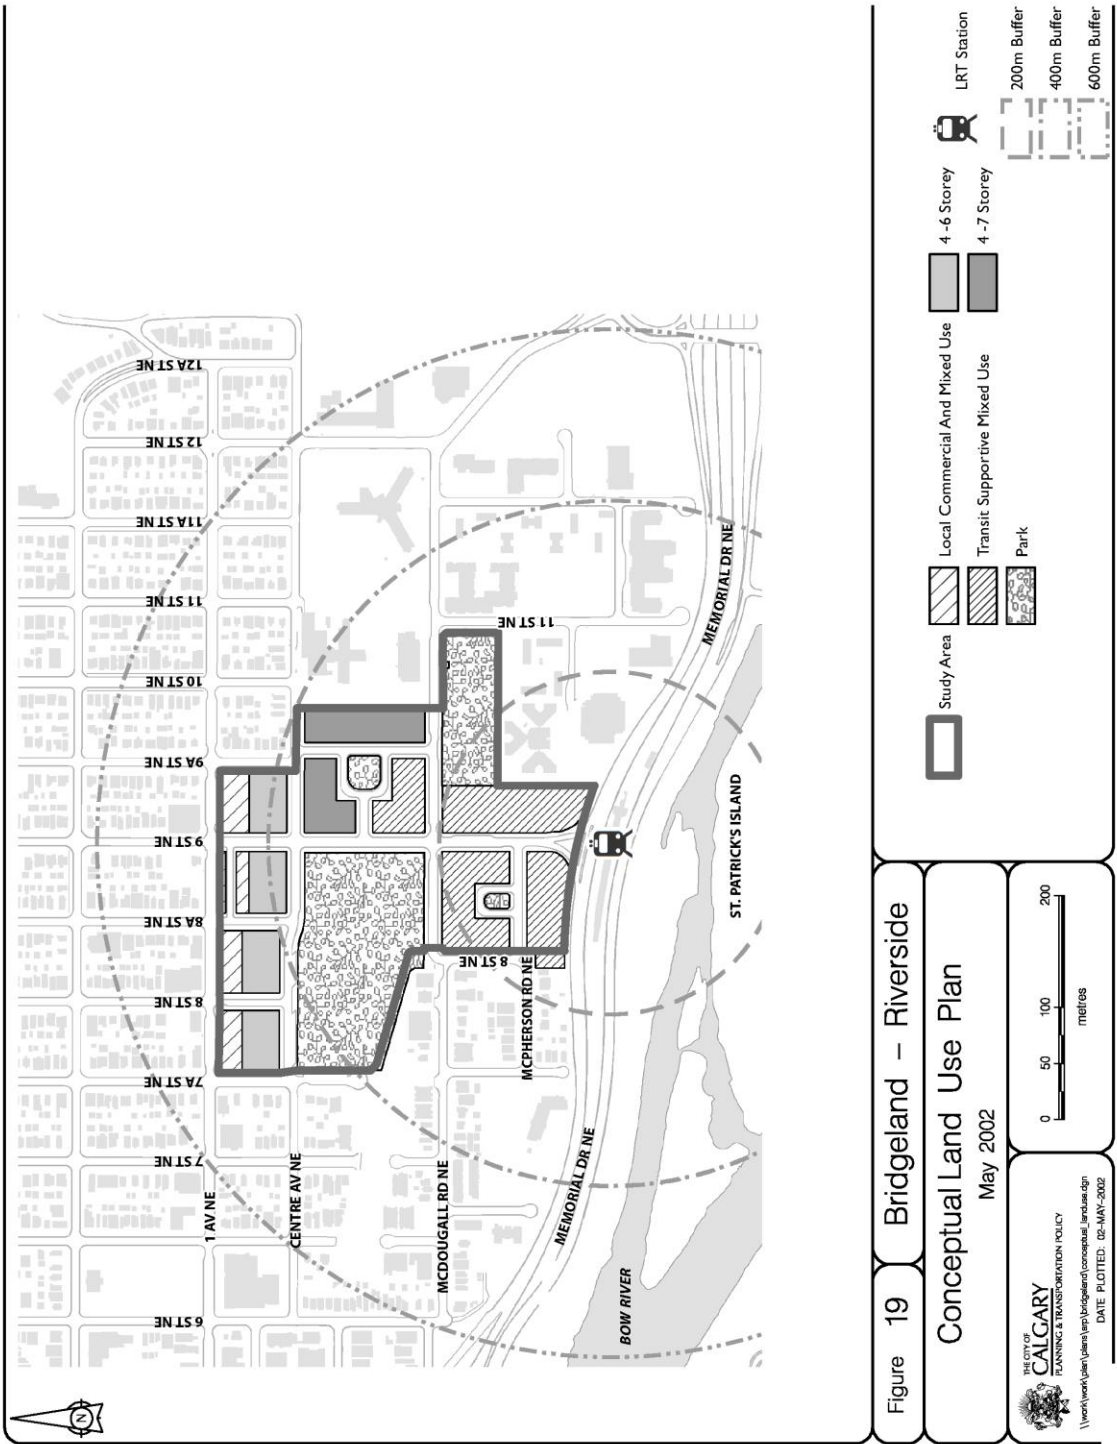 N
6 ST NE
7 ST NE
7A ST NE
8 ST NE
8A ST NE
9 ST NE
9A ST NE
10 ST NE
11 ST NE
11A ST NE
12 ST NE
12A ST NE
1 AV NE
CENTRE AV NE
MCDOUGALL RD NE
8 ST NE
MCPHERSON RD NE
11 ST NE
MEMORIAL DR NE
MEMORIAL DR NE
BOW RIVER
ST. PATRICK'S ISLAND
Figure 19
Bridgeland - Riverside
Conceptual Land Use Plan
May 2002
THE CITY OF
CALGARY
PLANNING & TRANSPORTATION POLICY
\\work\work\plan\plans\arp\bridgeland\conceptual_landuse.dgn
DATE PLOTTED: 02-MAY-2002
0 50 100 200
metres
Study Area
Local Commercial And Mixed Use
Transit Supportive Mixed Use
Park
4 -6 Storey
4 -7 Storey
LRT Station
200m Buffer
400m Buffer
600m Buffer